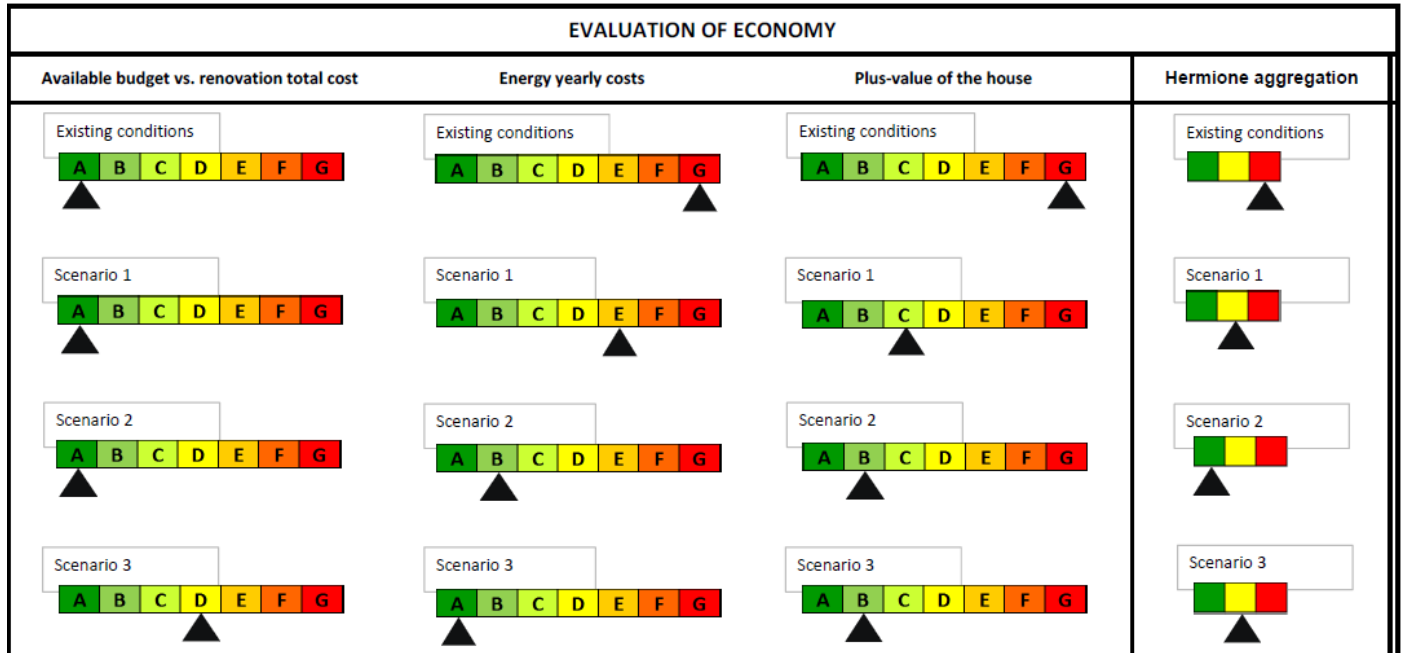 EVALUATION OF ECONOMY
Available budget vs. renovation total cost Energy yearly costs Plus-value of the house Hermione aggregation
Existing conditions Existing conditions Existing conditions Existing conditions
A B C D E F G A B C D E F G A B C D E F G
Scenario 1 Scenario 1 Scenario 1 Scenario 1
A B C D E F G A B C D E F G A B C D E F G
Scenario 2 Scenario 2 Scenario 2 Scenario 2
A B C D E F G A B C D E F G A B C D E F G
Scenario 3 Scenario 3 Scenario 3 Scenario 3
A B C D E F G A B C D E F G A B C D E F G